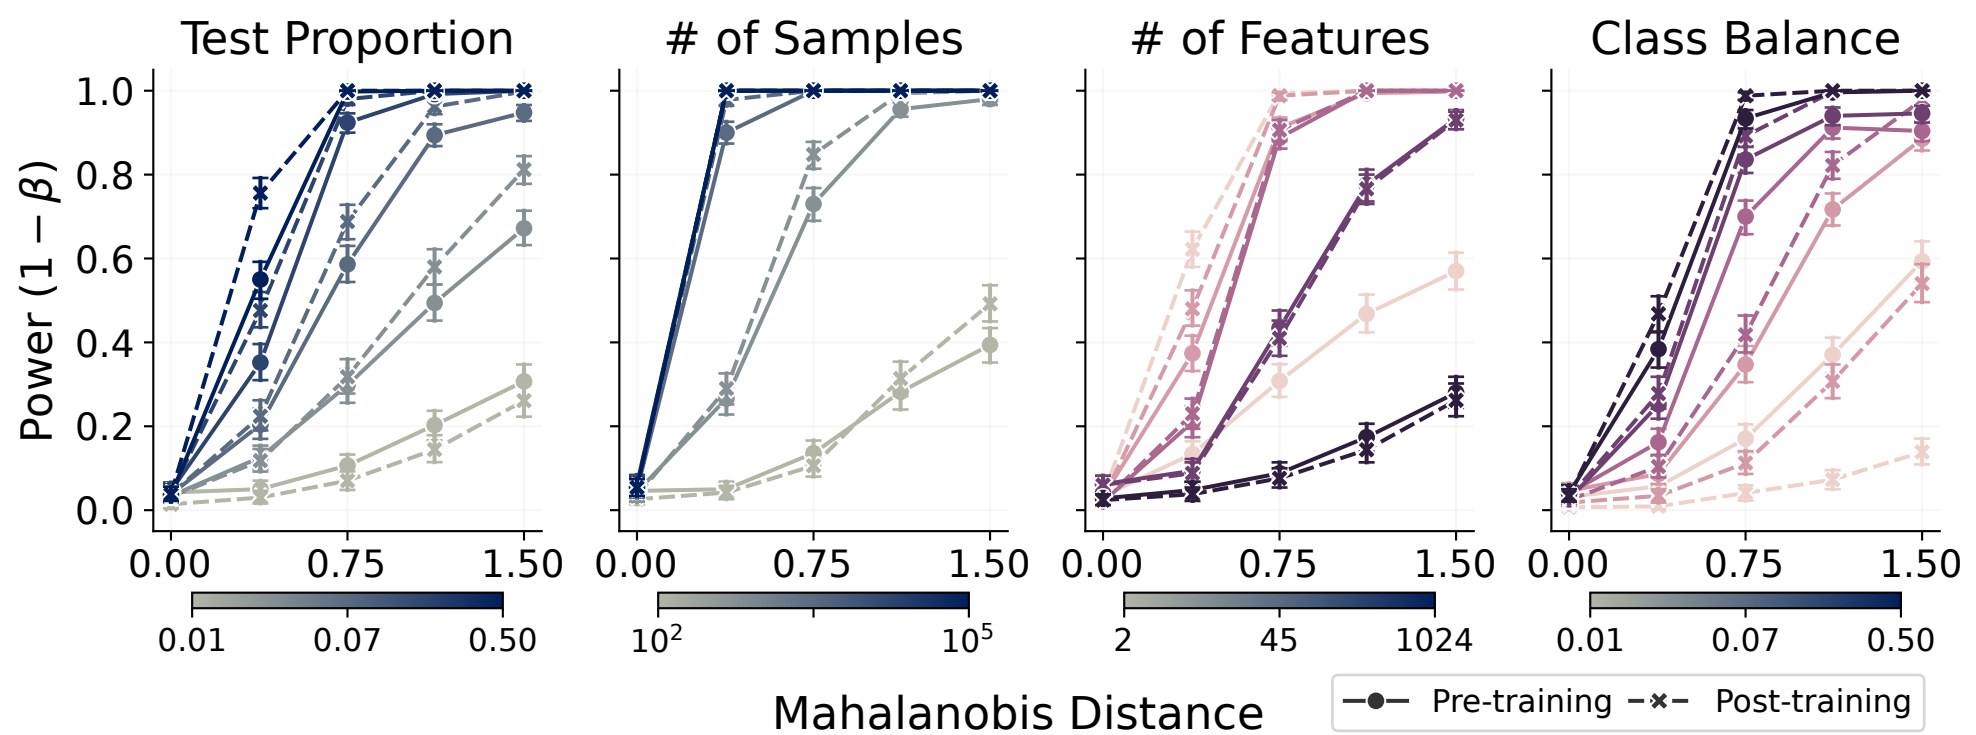 Test Proportion # of Samples # of Features Class Balance
Power (1 − β)
1.0
0.8
0.6
0.4
0.2
0.0
0.00 0.75 1.50 0.00 0.75 1.50 0.00 0.75 1.50 0.00 0.75 1.50
0.01 0.07 0.50 10² 10⁵ 2 45 1024 0.01 0.07 0.50
Mahalanobis Distance
Pre-training Post-training